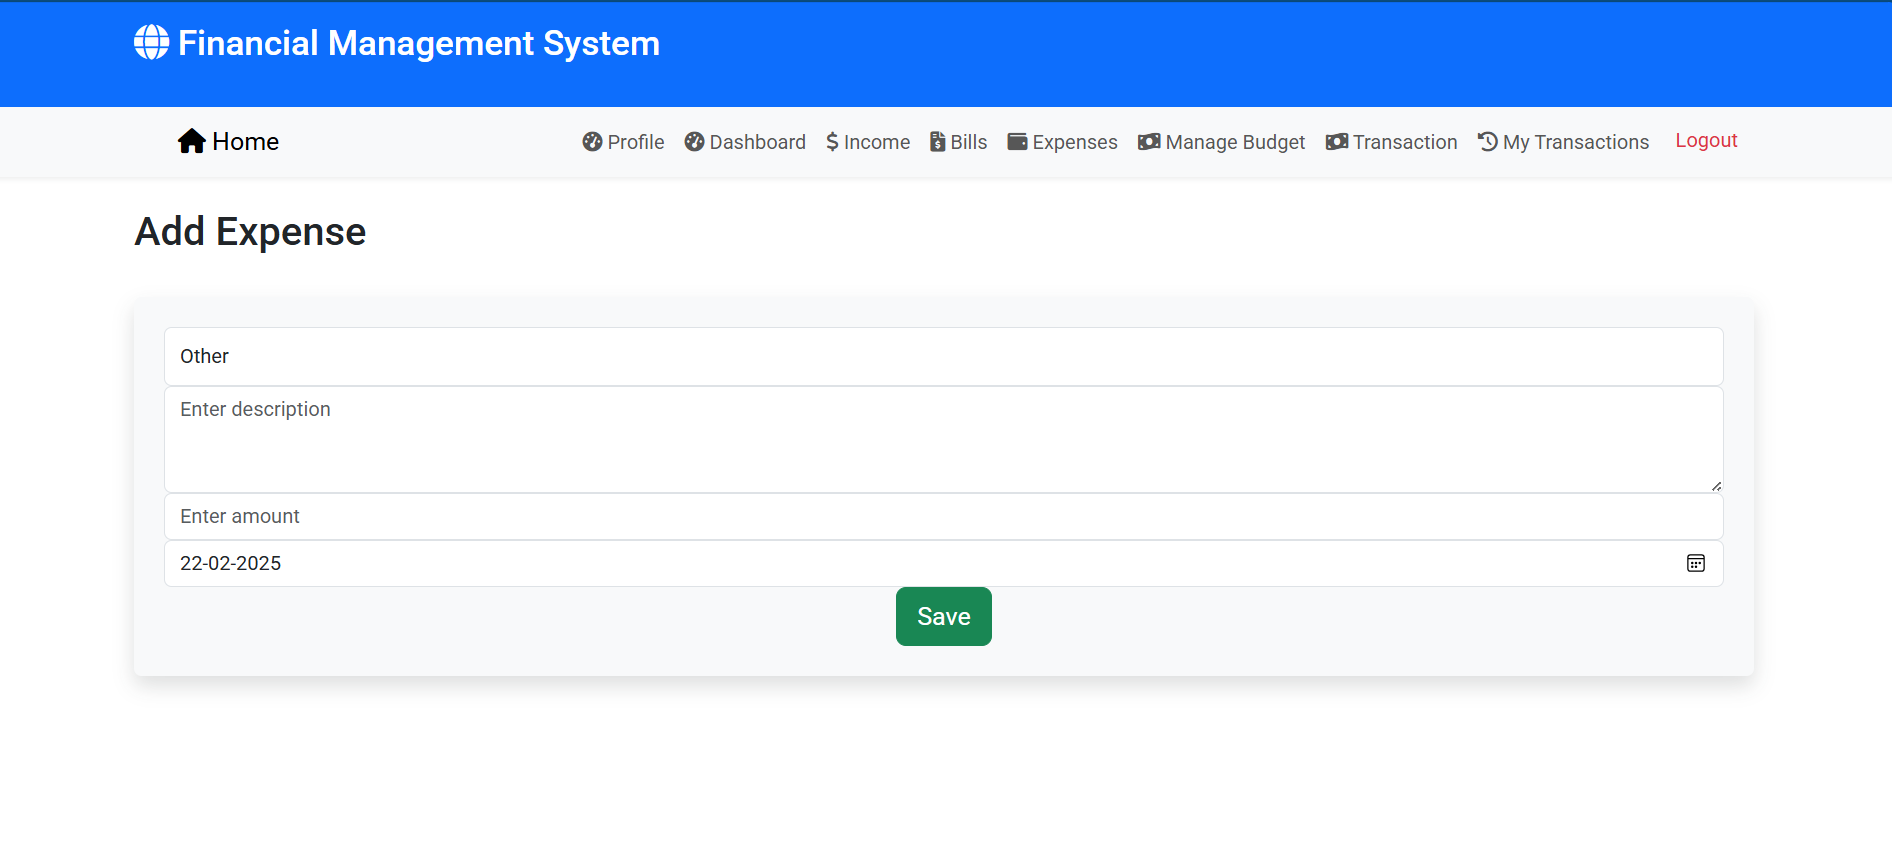 Financial Management System
Home Profile Dashboard Income Bills Expenses Manage Budget Transaction My Transactions Logout
Add Expense
Other
Enter description
Enter amount
22-02-2025
Save